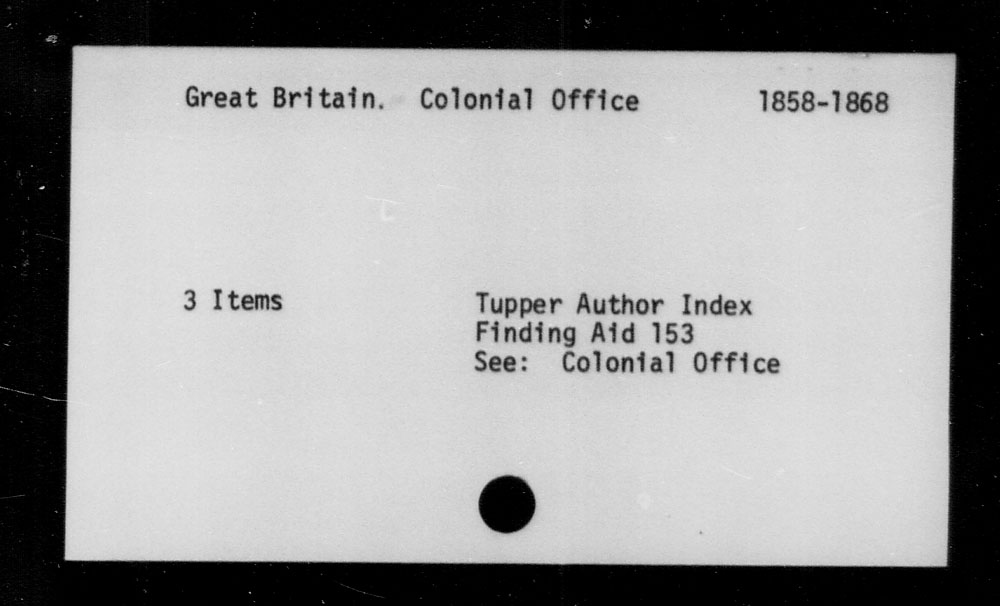 Great Britain. Colonial Office 1858-1868
3 Items Tupper Author Index
Finding Aid 153
See: Colonial Office